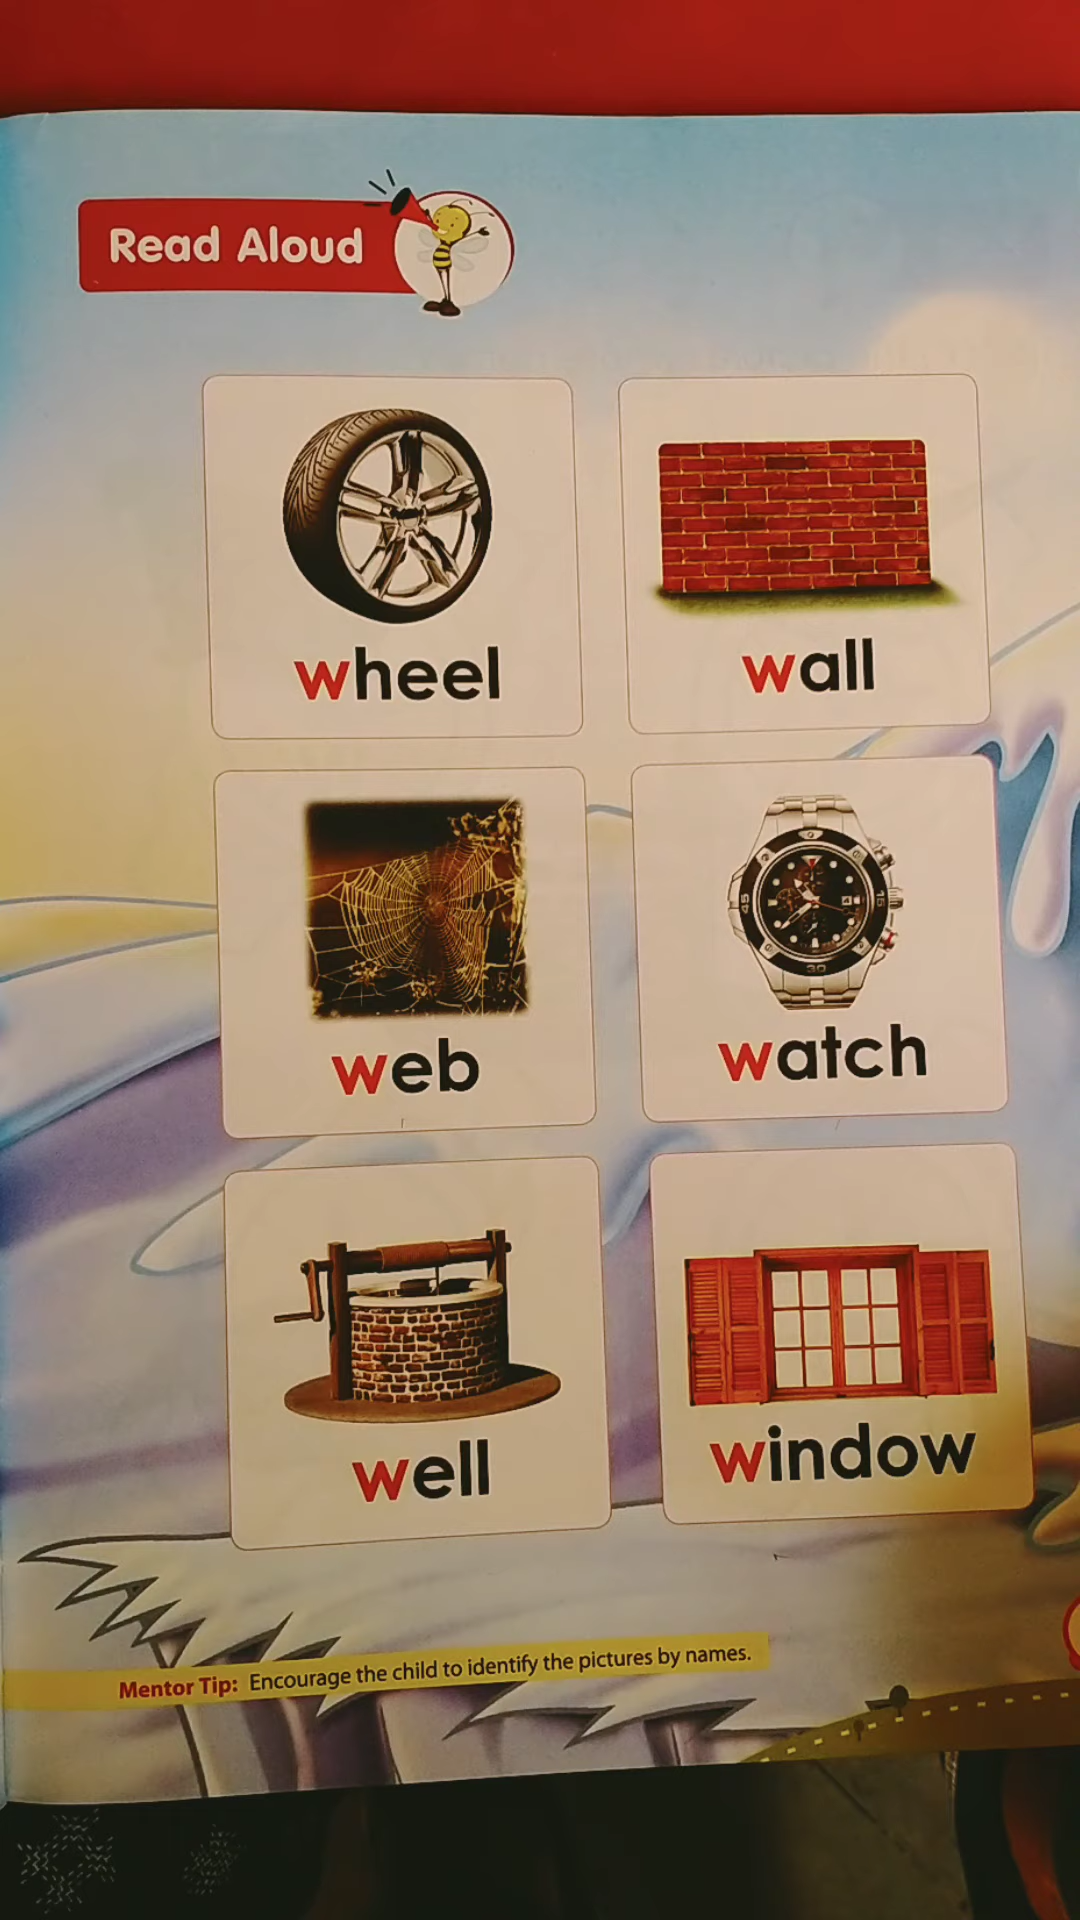 Read Aloud
wheel
wall
web
watch
well
window
Mentor Tip: Encourage the child to identify the pictures by names.